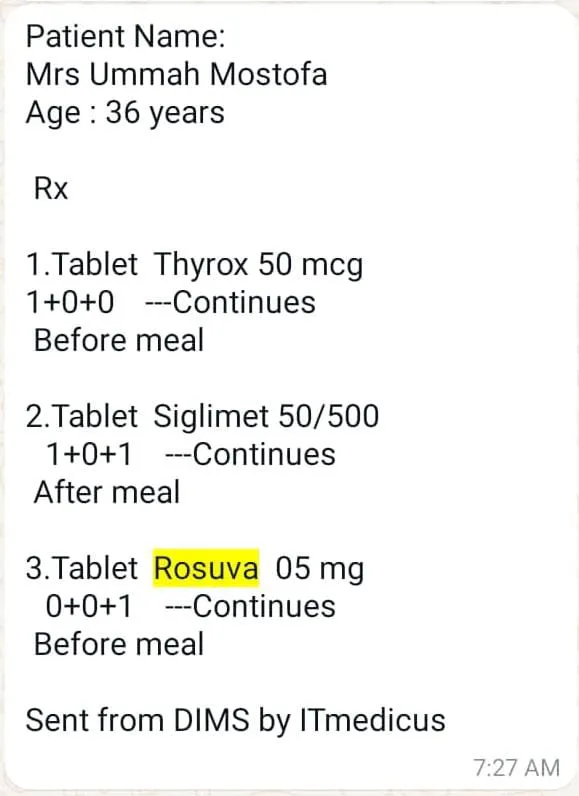 Patient Name:
Mrs Ummah Mostofa
Age : 36 years
Rx
1.Tablet Thyrox 50 mcg
1+0+0 ---Continues
Before meal
2.Tablet Siglimet 50/500
1+0+1 ---Continues
After meal
3.Tablet Rosuva 05 mg
0+0+1 ---Continues
Before meal
Sent from DIMS by ITmedicus
7:27 AM